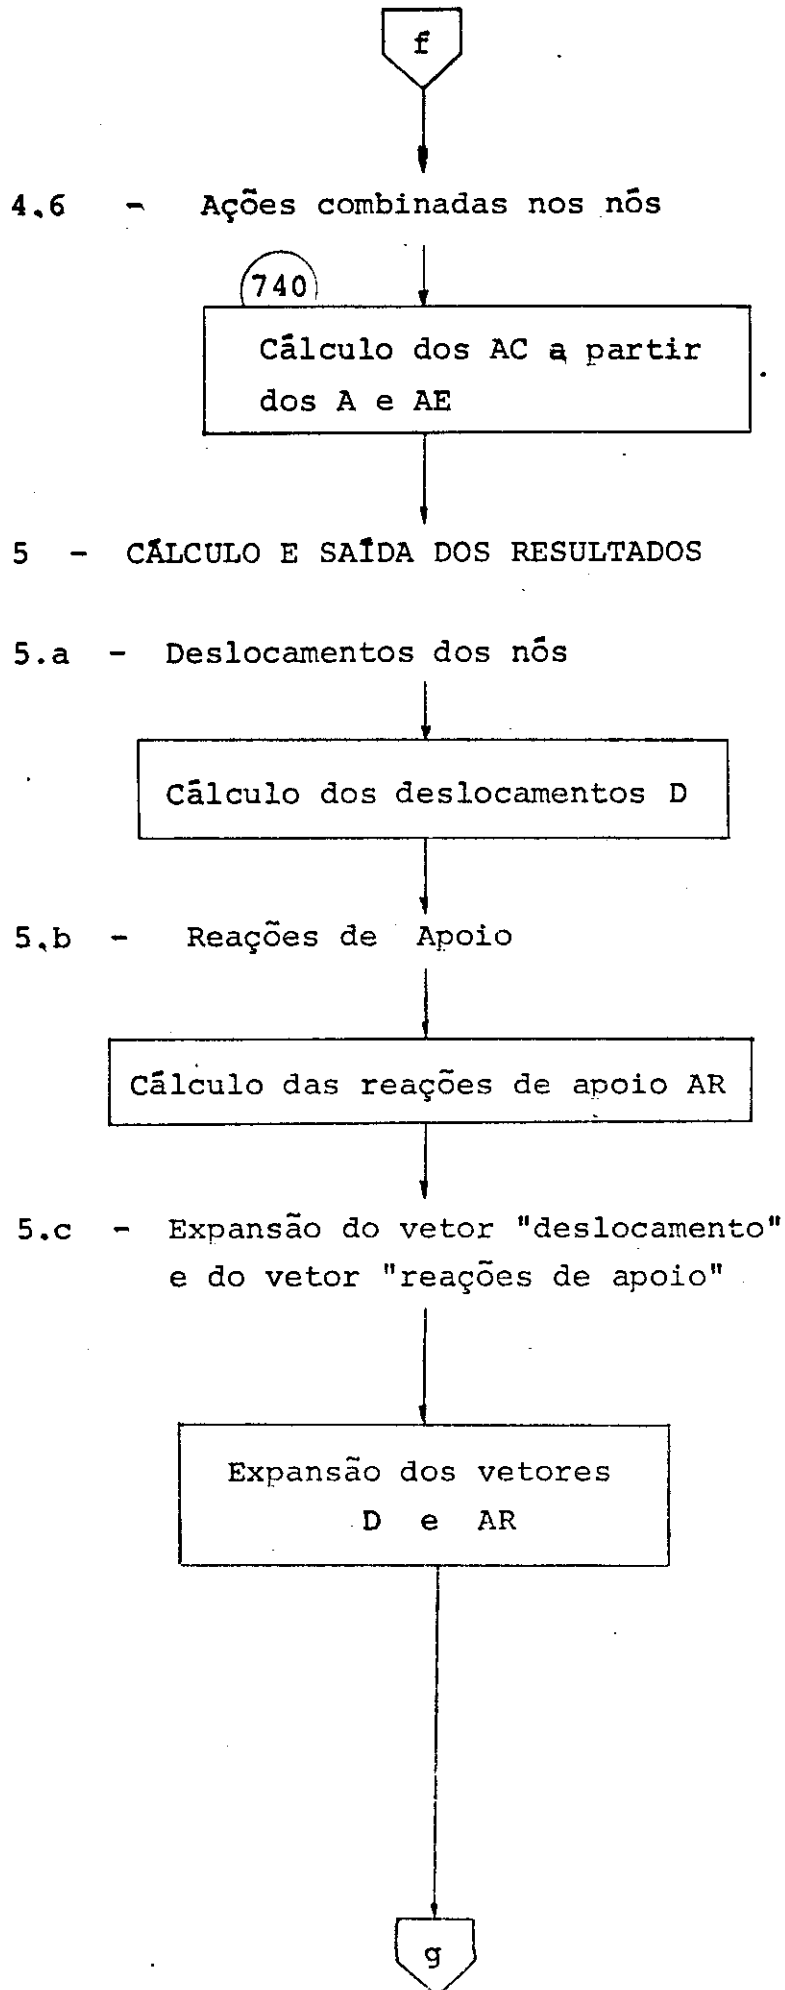 f
4.6 - Ações combinadas nos nós
740
Cálculo dos AC a partir
dos A e AE
5 - CÁLCULO E SAÍDA DOS RESULTADOS
5.a - Deslocamentos dos nós
Cálculo dos deslocamentos D
5.b - Reações de Apoio
Cálculo das reações de apoio AR
5.c - Expansão do vetor "deslocamento"
e do vetor "reações de apoio"
Expansão dos vetores
D e AR
g